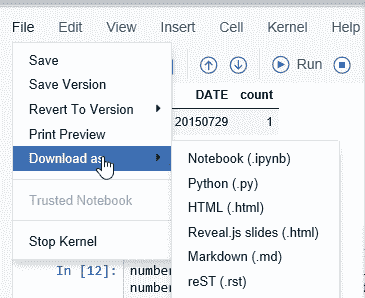 File Edit View Insert Cell Kernel Help
Save
Save Version
Revert To Version
Print Preview
Download as
Trusted Notebook
Stop Kernel
Run
DATE count
20150729 1
Notebook (.ipynb)
Python (.py)
HTML (.html)
Reveal.js slides (.html)
Markdown (.md)
reST (.rst)
In [12]: number
number